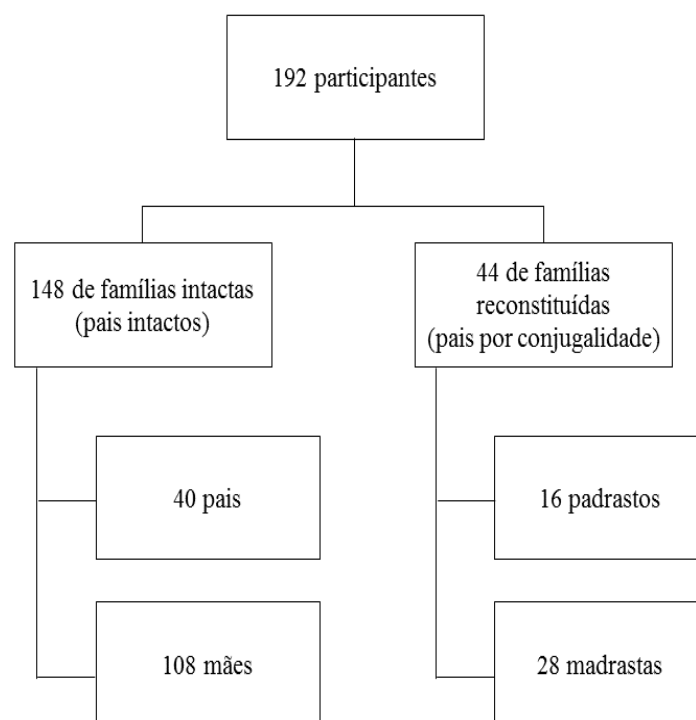 192 participantes
148 de famílias intactas
(pais intactos)
44 de famílias
reconstituídas
(pais por conjugalidade)
40 pais
16 padrastos
108 mães
28 madrastas